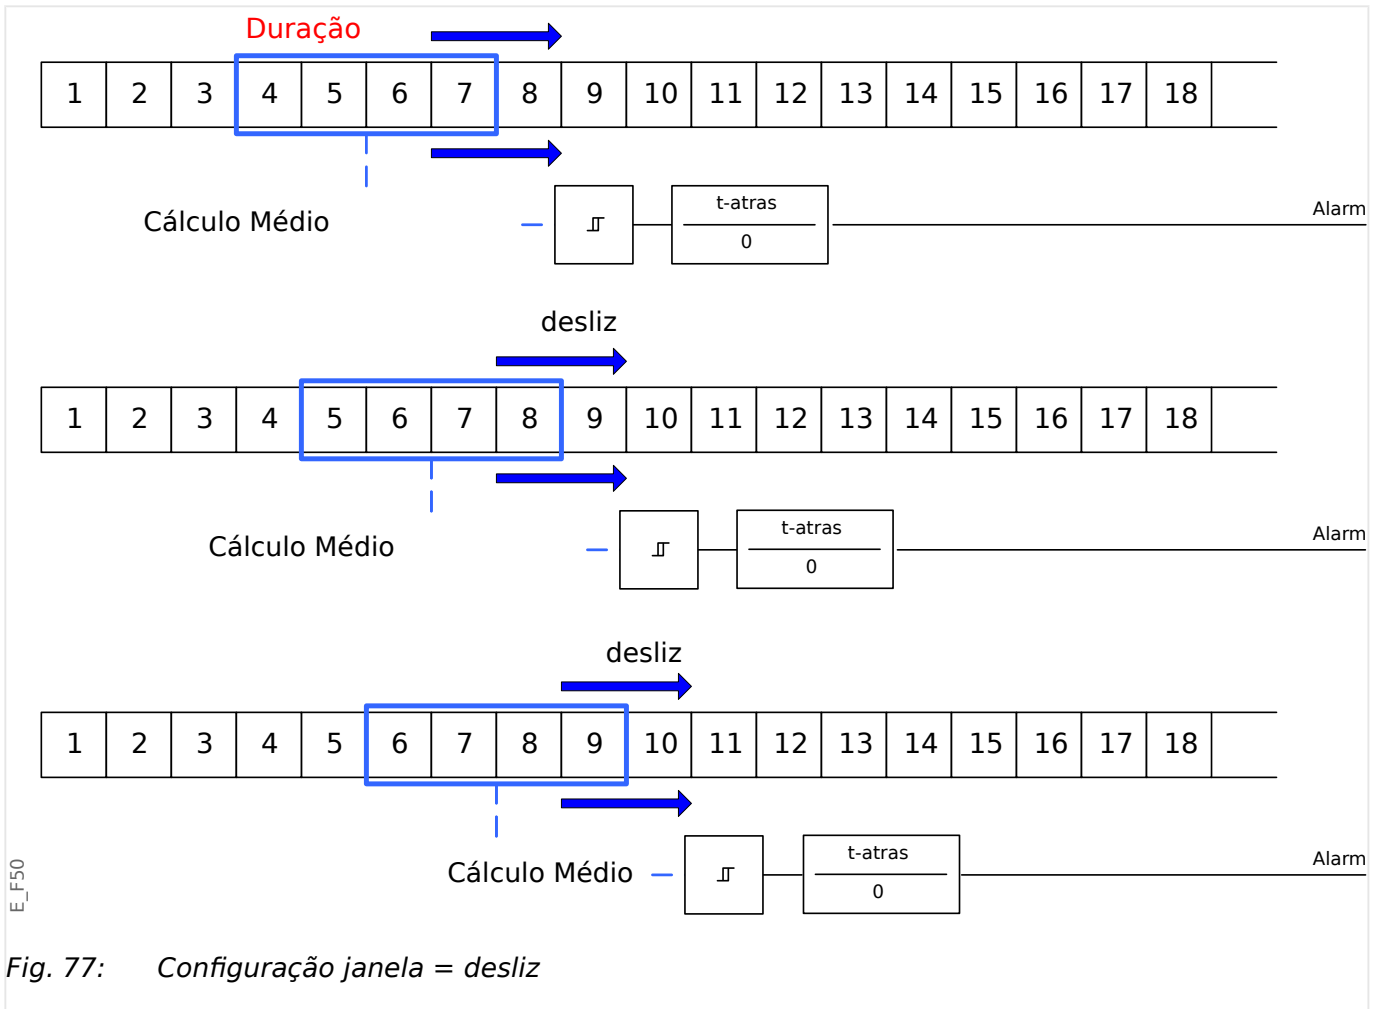 Duração
1 2 3 4 5 6 7 8 9 10 11 12 13 14 15 16 17 18
t-atras
Alarm
Cálculo Médio
0
desliz
1 2 3 4 5 6 7 8 9 10 11 12 13 14 15 16 17 18
t-atras
Alarm
Cálculo Médio
0
desliz
1 2 3 4 5 6 7 8 9 10 11 12 13 14 15 16 17 18
t-atras
Alarm
Cálculo Médio
0
E_F50
Fig. 77: Configuração janela = desliz